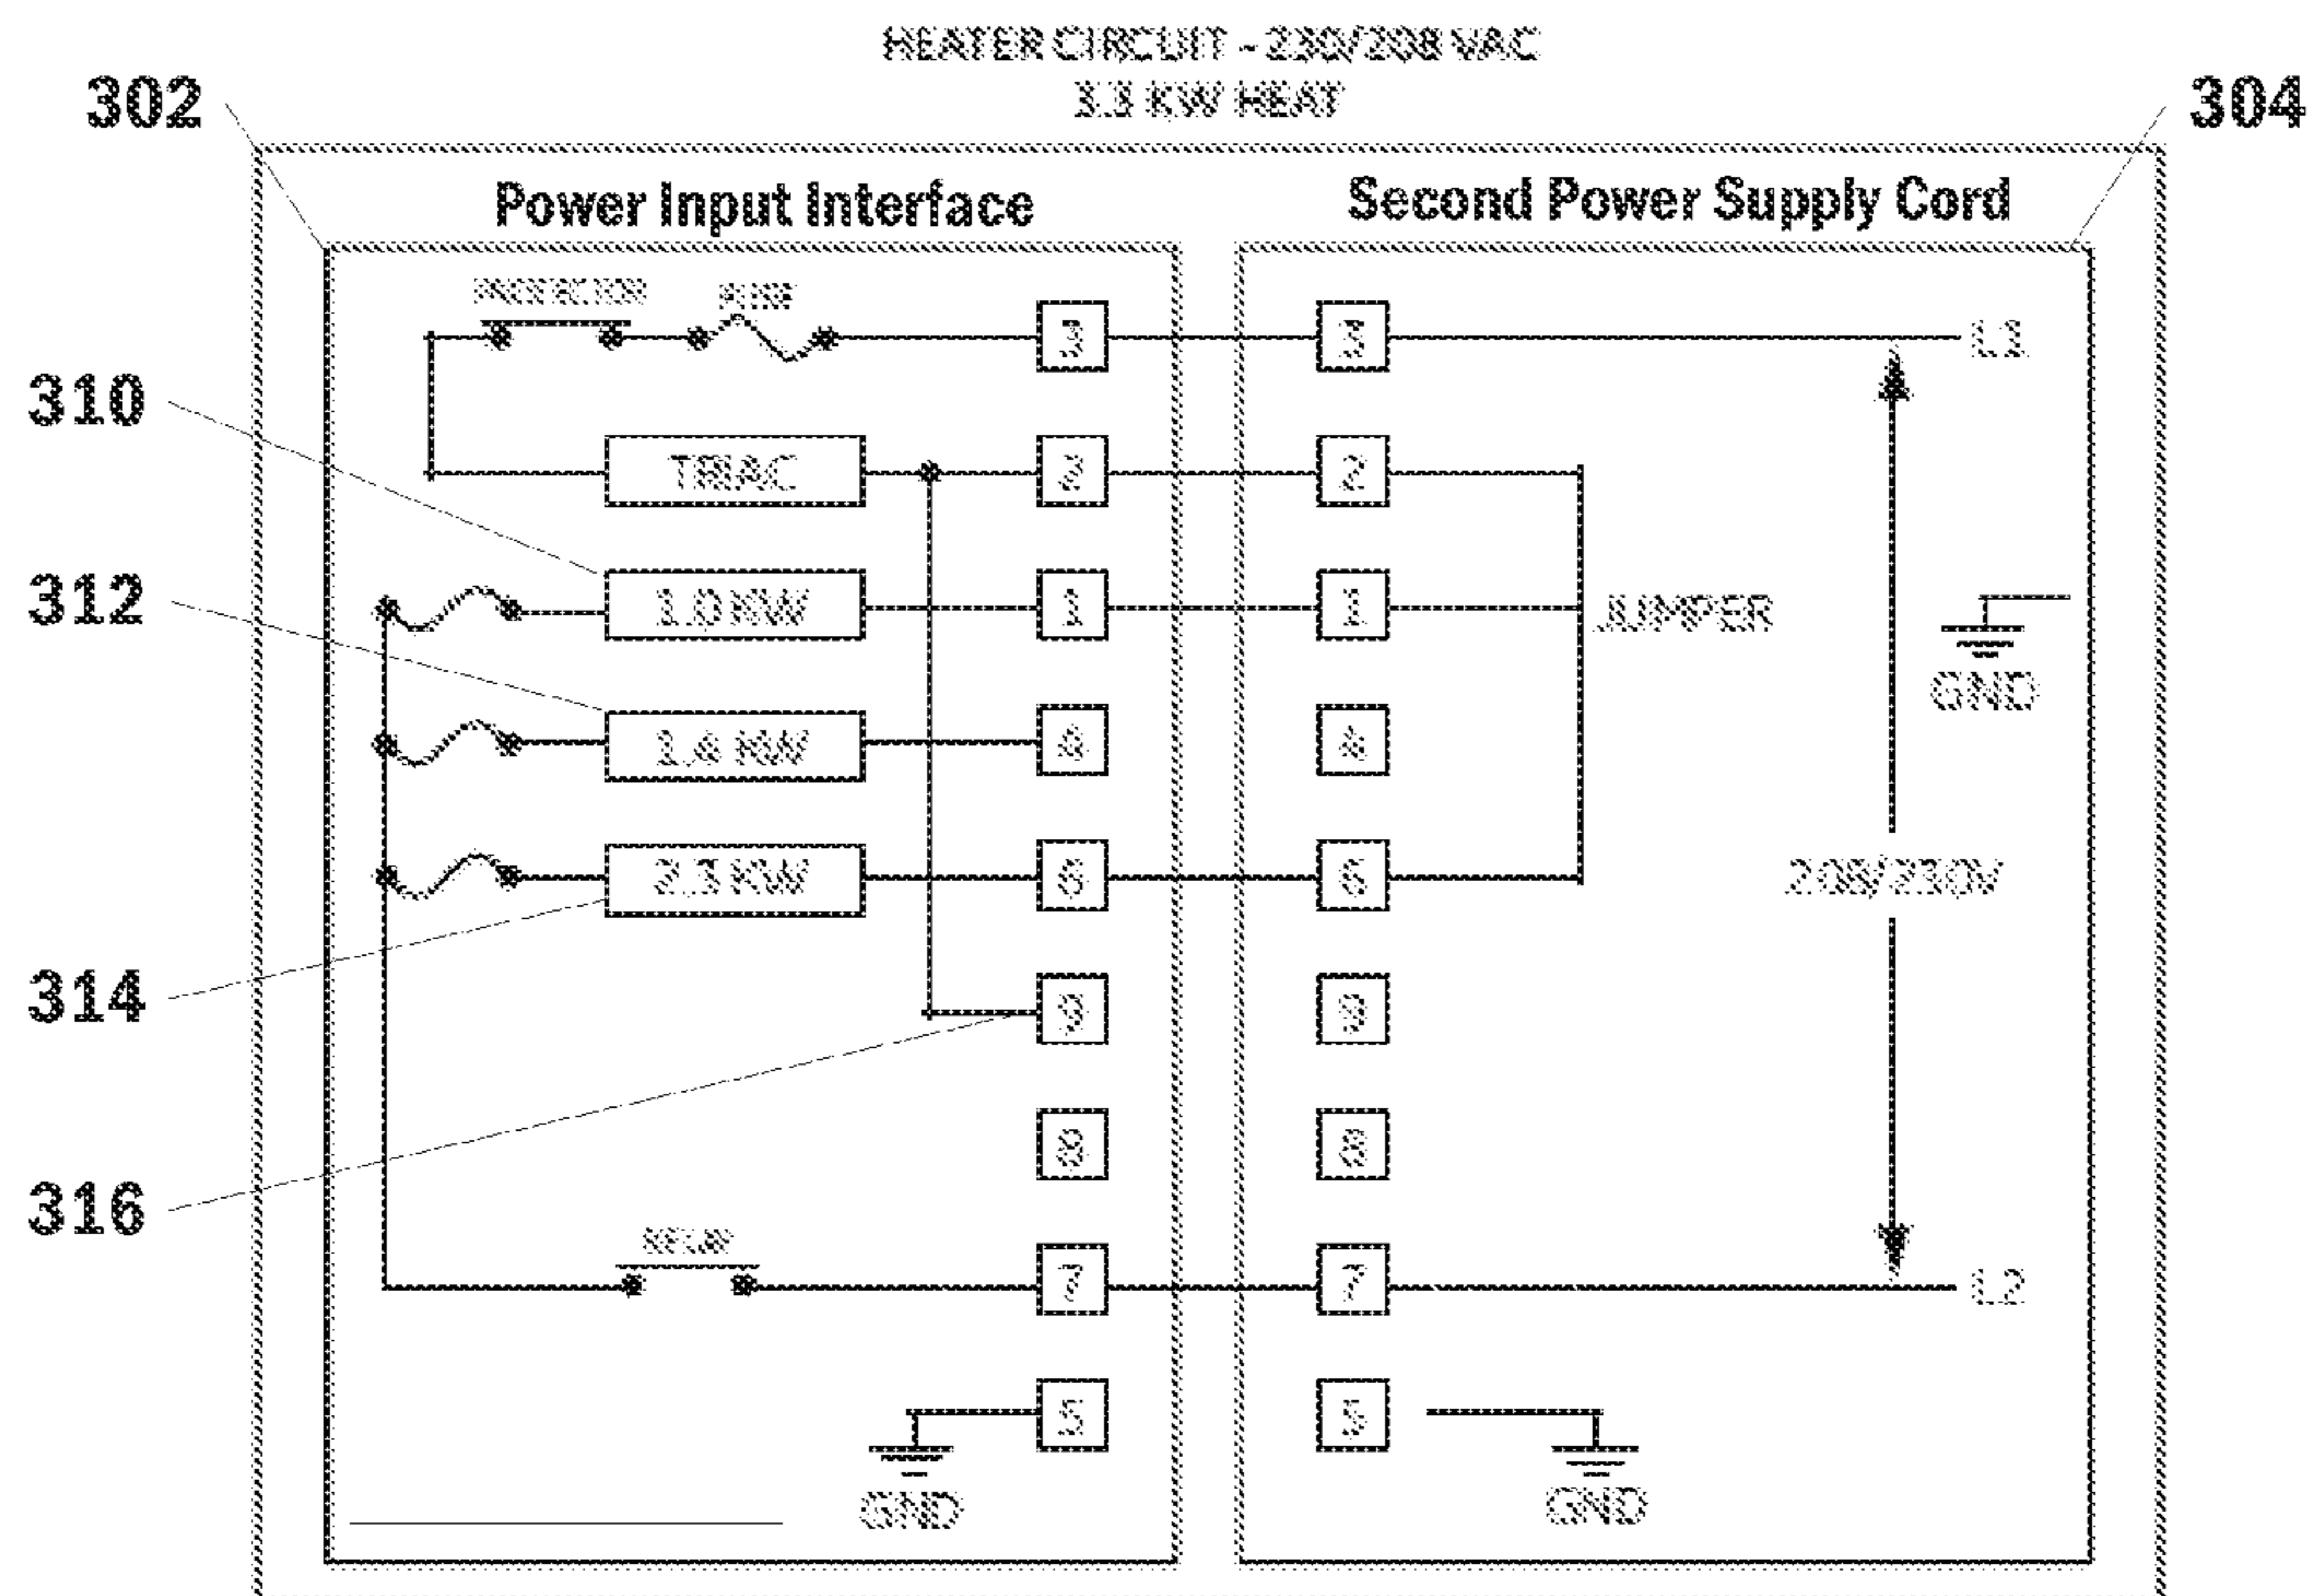 HEATER CIRCUIT - 230/208 VAC
3.3 KW HEAT
302
304
Power Input Interface
Second Power Supply Cord
FUSE
3
3
L1
310
TRIAC
2
2
312
1.0 KW
1
1
JUMPER
GND
1.4 KW
4
4
2.3 KW
6
6
208/230V
314
9
9
8
8
316
RELAY
7
7
L2
5
5
GND
GND